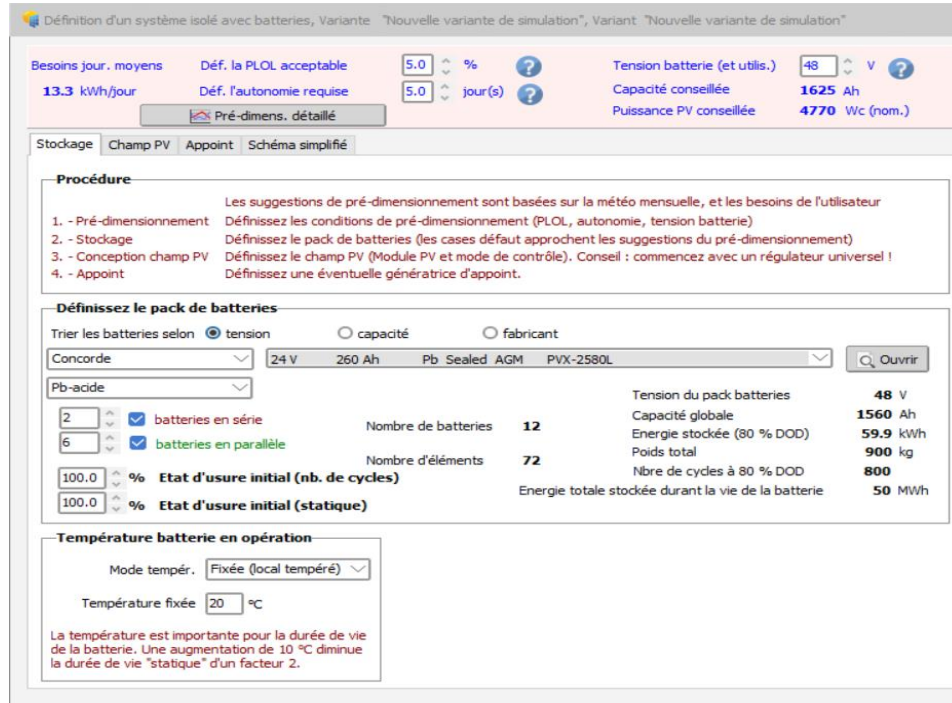 Définition d'un système isolé avec batteries, Variante "Nouvelle variante de simulation", Variant "Nouvelle variante de simulation"
Besoins jour. moyens Déf. la PLOL acceptable 5.0 % ? Tension batterie (et utilis.) 48 V ?
13.3 kWh/jour Déf. l'autonomie requise 5.0 jour(s) ? Capacité conseillée 1625 Ah
Pré-dimens. détaillé Puissance PV conseillée 4770 Wc (nom.)
Stockage Champ PV Appoint Schéma simplifié
Procédure
Les suggestions de pré-dimensionnement sont basées sur la météo mensuelle, et les besoins de l'utilisateur
1. - Pré-dimensionnement Définissez les conditions de pré-dimensionnement (PLOL, autonomie, tension batterie)
2. - Stockage Définissez le pack de batteries (les cases défaut approchent les suggestions du pré-dimensionnement)
3. - Conception champ PV Définissez le champ PV (Module PV et mode de contrôle). Conseil : commencez avec un régulateur universel !
4. - Appoint Définissez une éventuelle génératrice d'appoint.
Définissez le pack de batteries
Trier les batteries selon tension capacité fabricant
Concorde 24 V 260 Ah Pb Sealed AGM PVX-2580L Ouvrir
Pb-acide
Tension du pack batteries 48 V
2 batteries en série Nombre de batteries 12 Capacité globale 1560 Ah
6 batteries en parallèle Energie stockée (80 % DOD) 59.9 kWh
Nombre d'éléments 72 Poids total 900 kg
100.0 % Etat d'usure initial (nb. de cycles) Nbre de cycles à 80 % DOD 800
100.0 % Etat d'usure initial (statique) Energie totale stockée durant la vie de la batterie 50 MWh
Température batterie en opération
Mode tempér. Fixée (local tempéré)
Température fixée 20 °C
La température est importante pour la durée de vie
de la batterie. Une augmentation de 10 °C diminue
la durée de vie "statique" d'un facteur 2.